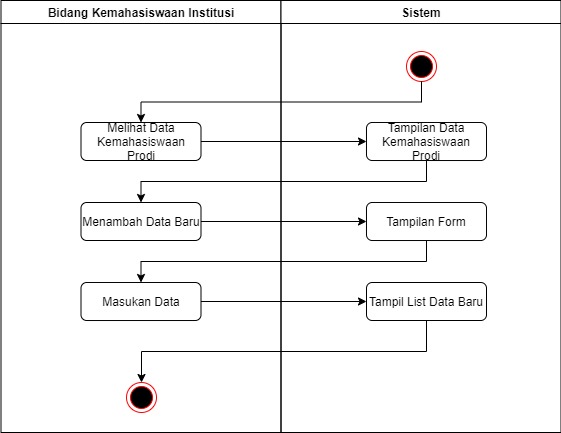 Bidang Kemahasiswaan Institusi
Sistem
Melihat Data
Kemahasiswaan
Prodi
Tampilan Data
Kemahasiswaan
Prodi
Menambah Data Baru
Tampilan Form
Masukan Data
Tampil List Data Baru